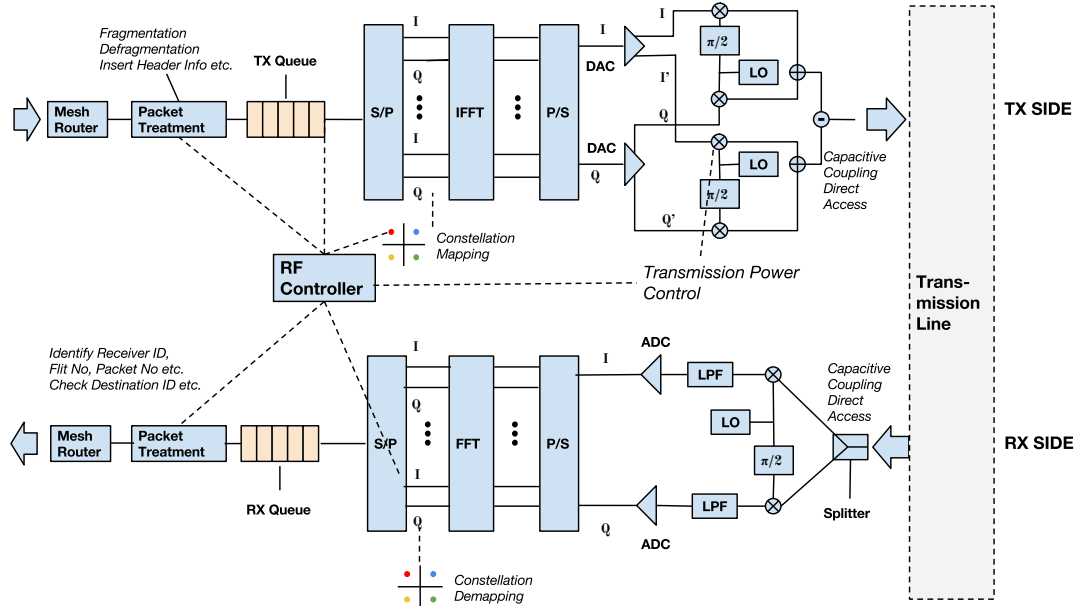 Fragmentation
Defragmentation
Insert Header Info etc.
TX Queue
Mesh
Router
Packet
Treatment
S/P
I
Q
I
Q
IFFT
P/S
I
DAC
DAC
Q
I
I’
Q
Q’
π/2
LO
LO
π/2
-
Capacitive
Coupling
Direct
Access
TX SIDE
Constellation
Mapping
RF
Controller
Transmission Power
Control
Trans-
mission
Line
Identify Receiver ID,
Flit No, Packet No etc.
Check Destination ID etc.
Mesh
Router
Packet
Treatment
RX Queue
S/P
I
Q
I
Q
FFT
P/S
I
Q
ADC
ADC
LPF
LPF
LO
π/2
Capacitive
Coupling
Direct
Access
Splitter
RX SIDE
Constellation
Demapping